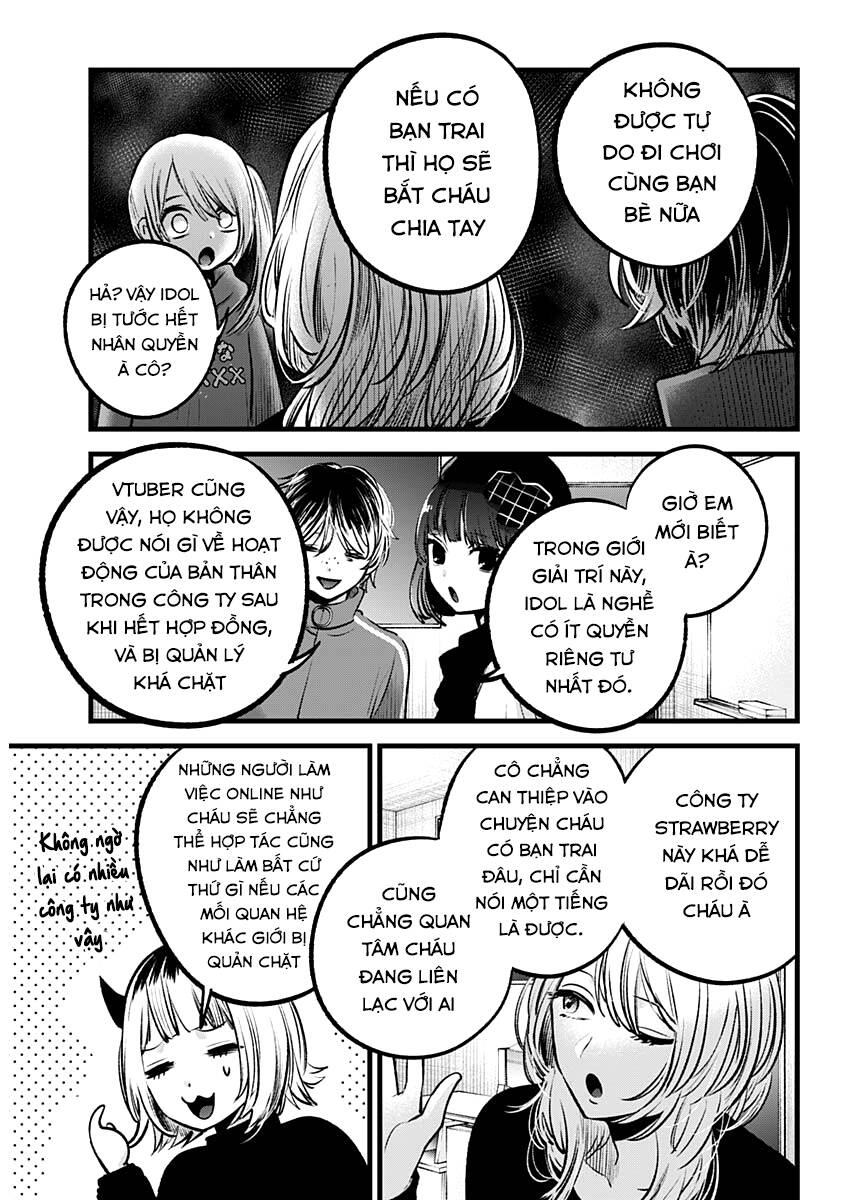 KHÔNG
ĐƯỢC TỰ
DO ĐI CHƠI
CÙNG BẠN
BÈ NỮA
NẾU CÓ
BẠN TRAI
THÌ HỌ SẼ
BẮT CHÁU
CHIA TAY
HẢ? VẬY IDOL
BỊ TƯỚC HẾT
NHÂN QUYỀN
À CÔ?
な
XXX
GIỜ EM
MỚI BIẾT
À?
TRONG GIỚI
GIẢI TRÍ NÀY,
IDOL LÀ NGHỀ
CÓ ÍT QUYỀN
RIÊNG TƯ
NHẤT ĐÓ.
VTUBER CŨNG
VẬY, HỌ KHÔNG
ĐƯỢC NÓI GÌ VỀ HOẠT
ĐỘNG CỦA BẢN THÂN
TRONG CÔNG TY SAU
KHI HẾT HỢP ĐỒNG,
VÀ BỊ QUẢN LÝ
KHÁ CHẶT
CÔNG TY
STRAWBERRY
NÀY KHÁ DỄ
DÃI RỒI ĐÓ
CHÁU À
CÔ CHẲNG
CAN THIỆP VÀO
CHUYỆN CHÁU
CÓ BẠN TRAI
ĐÂU, CHỈ CẦN
NÓI MỘT TIẾNG
LÀ ĐƯỢC.
CŨNG
CHẲNG QUAN
TÂM CHÁU
ĐANG LIÊN
LẠC VỚI AI
NHỮNG NGƯỜI LÀM
VIỆC ONLINE NHƯ
CHÁU SẼ CHẲNG
THỂ HỢP TÁC CŨNG
NHƯ LÀM BẤT CỨ
THỨ GÌ NẾU CÁC
MỐI QUAN HỆ
KHÁC GIỚI BỊ
QUẢN CHẶT
Không ngờ
lai có nhiều
công ty như
vậy